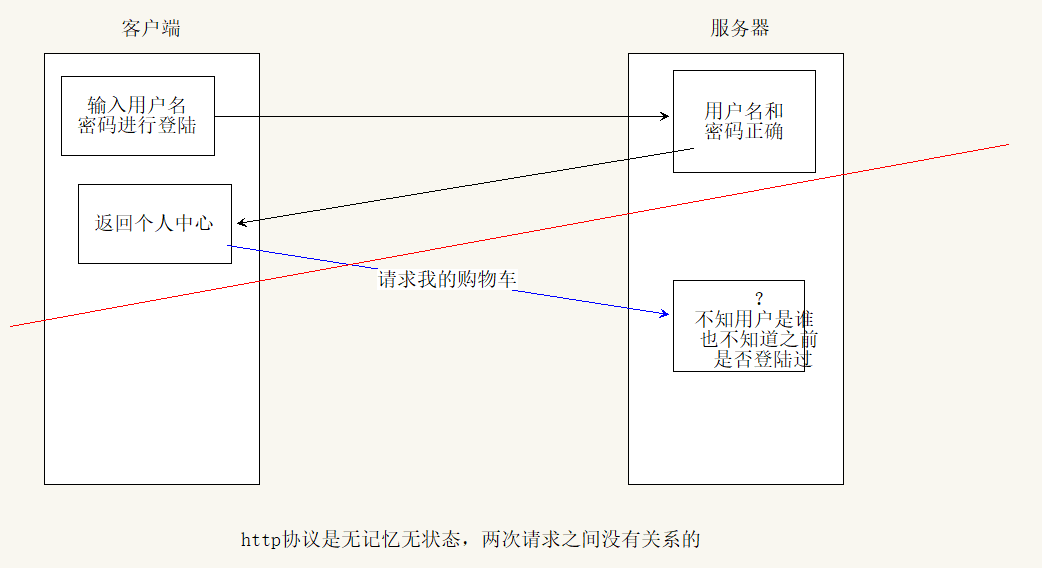 客户端
服务器
输入用户名
密码进行登陆
用户名和
密码正确
返回个人中心
请求我的购物车
？
不知用户是谁
也不知道之前
是否登陆过
http协议是无记忆无状态，两次请求之间没有关系的